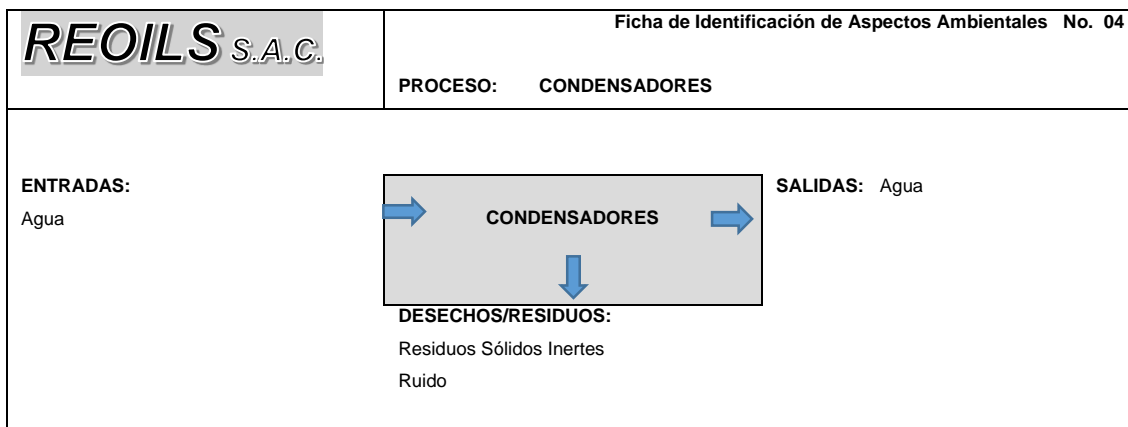 REOILS S.A.C.
Ficha de Identificación de Aspectos Ambientales No. 04
PROCESO: CONDENSADORES
ENTRADAS:
Agua
CONDENSADORES
SALIDAS: Agua
DESECHOS/RESIDUOS:
Residuos Sólidos Inertes
Ruido